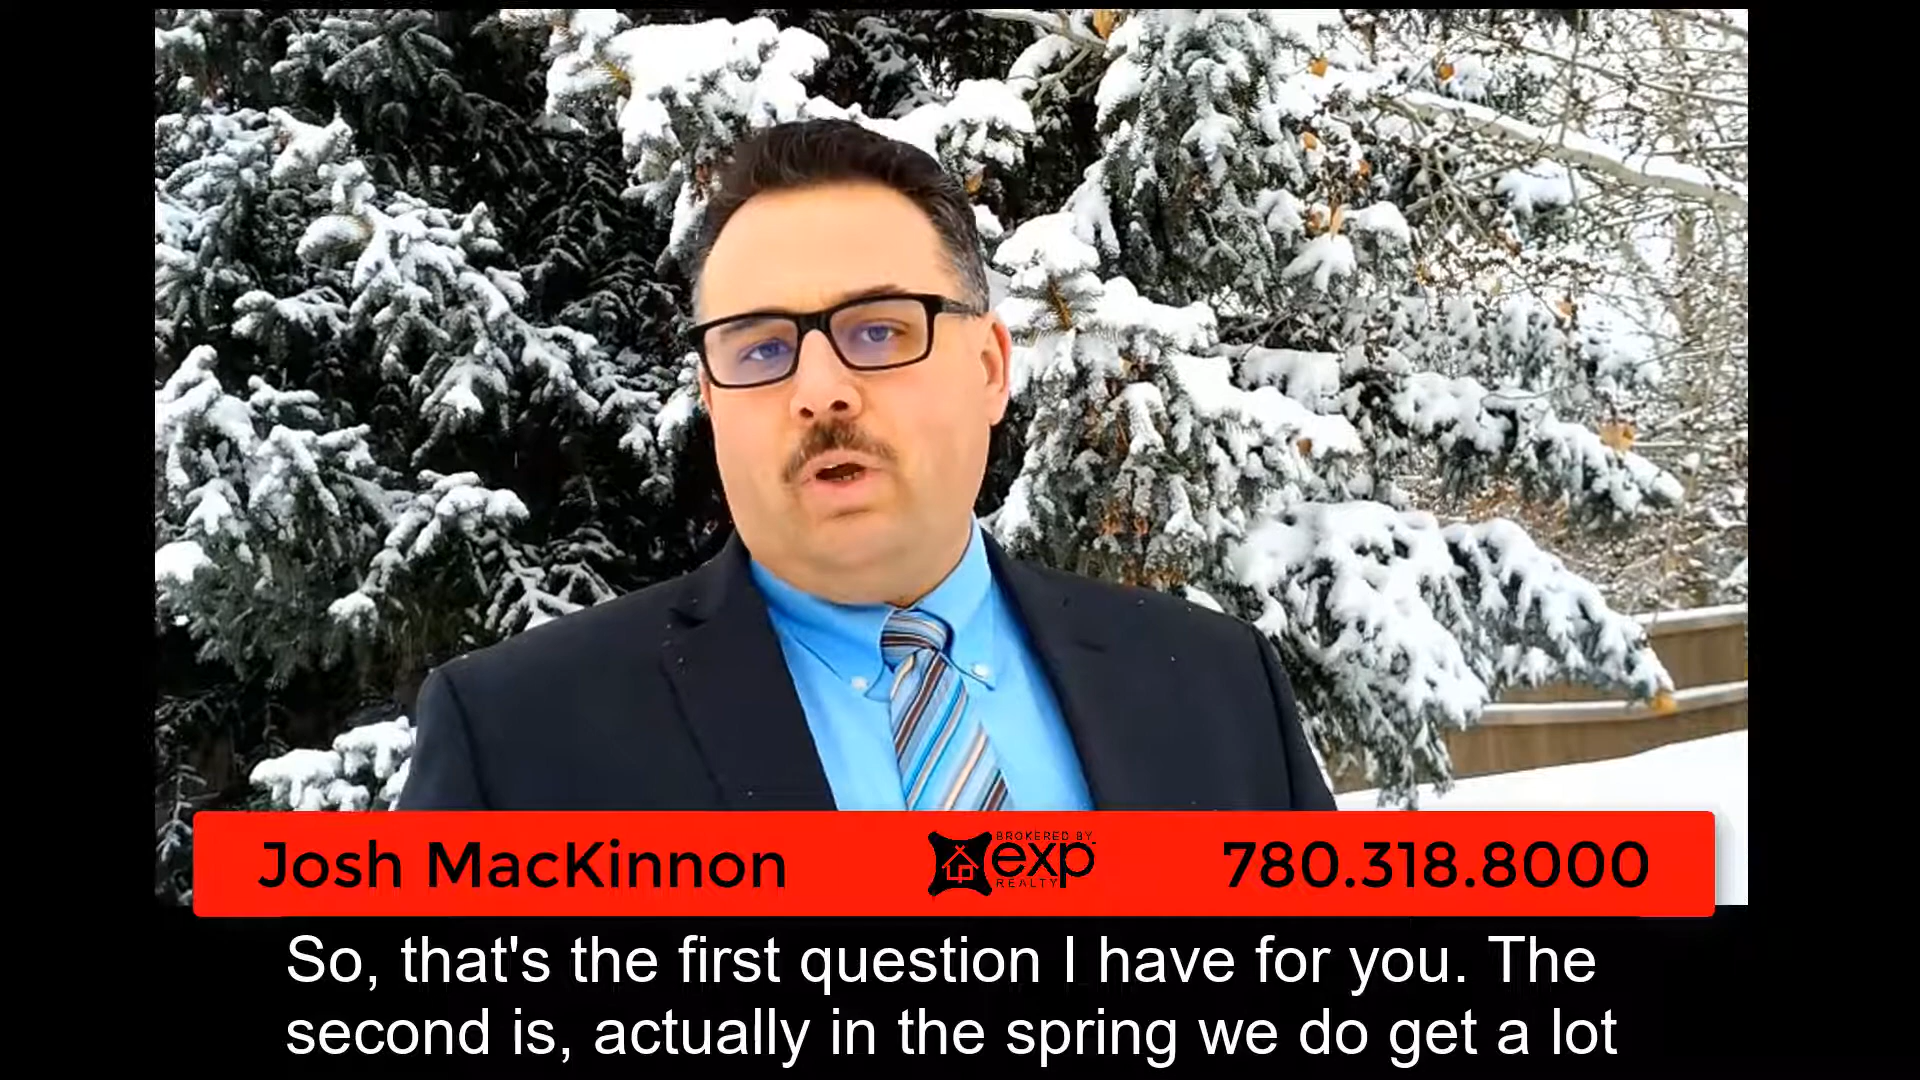 Josh MacKinnon
BROKERED BY
exp
REALTY
780.318.8000
So, that's the first question I have for you. The
second is, actually in the spring we do get a lot